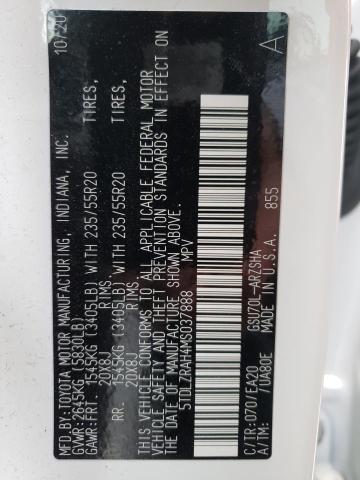 MFD.BY:TOYOTA MOTOR MANUFACTURING, INDIANA, INC. 10/20
GVWR: 2645KG (5830LB)
GAWR:FRT. 1545KG (3405LB) WITH 235/55R20 TIRES,
20X8J RIMS.
RR. 1545KG (3405LB) WITH 235/55R20 TIRES,
20X8J RIMS.
THIS VEHICLE CONFORMS TO ALL APPLICABLE FEDERAL MOTOR
VEHICLE SAFETY AND THEFT PREVENTION STANDARDS IN EFFECT
ON THE DATE OF MANUFACTURE SHOWN ABOVE.
5TDLZRAH4MS037888 MPV
C/TR:070/EA20 GSU70L-ARZSHA A
A/TM: /UA80E M A D E I N U.S.A. 855